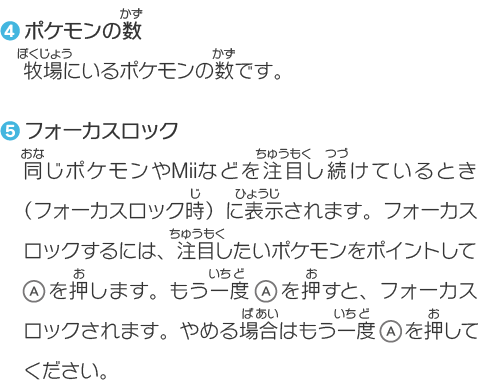 4 ポケモンの数
かず
牧場にいるポケモンの数です。
ぼくじょう かず
5 フォーカスロック
同じポケモンやMiiなどを注目し続けているとき
おな ちゅうもく つづ
（フォーカスロック時）に表示されます。フォーカス
じ ひょうじ
ロックするには、注目したいポケモンをポイントして
ちゅうもく
Ⓐを押します。もう一度Ⓐを押すと、フォーカス
お いちど お
ロックされます。やめる場合はもう一度Ⓐを押して
ばあい いちど お
ください。